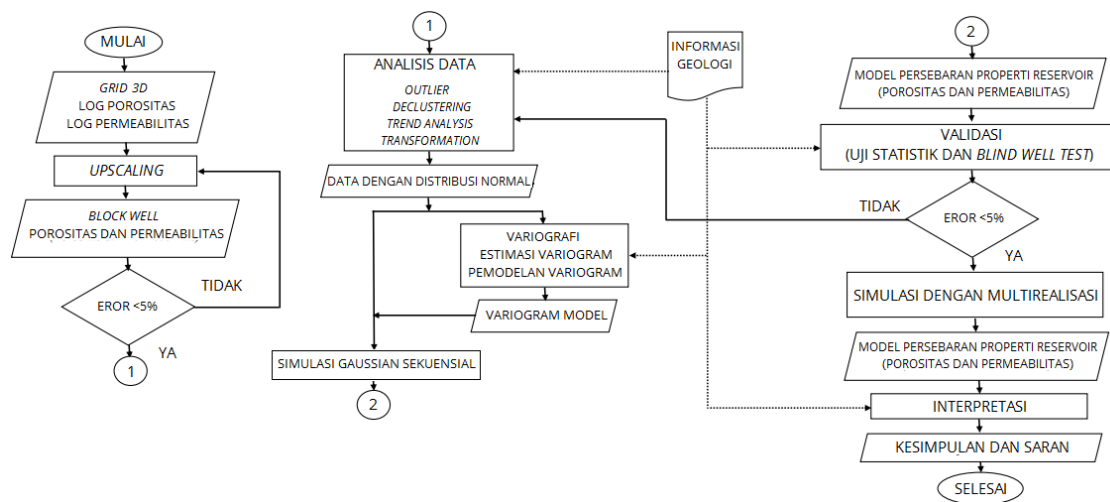 MULAI
GRID 3D
LOG POROSITAS
LOG PERMEABILITAS
UPSCALING
BLOCK WELL
POROSITAS DAN PERMEABILITAS
EROR <5%
TIDAK
YA
1
1
ANALISIS DATA
OUTLIER
DECLUSTERING
TREND ANALYSIS
TRANSFORMATION
DATA DENGAN DISTRIBUSI NORMAL
VARIOGRAFI
ESTIMASI VARIOGRAM
PEMODELAN VARIOGRAM
VARIOGRAM MODEL
SIMULASI GAUSSIAN SEKUENSIAL
2
INFORMASI
GEOLOGI
2
MODEL PERSEBARAN PROPERTI RESERVOIR
(POROSITAS DAN PERMEABILITAS)
VALIDASI
(UJI STATISTIK DAN BLIND WELL TEST)
TIDAK
EROR <5%
YA
SIMULASI DENGAN MULTIREALISASI
MODEL PERSEBARAN PROPERTI RESERVOIR
(POROSITAS DAN PERMEABILITAS)
INTERPRETASI
KESIMPULAN DAN SARAN
SELESAI